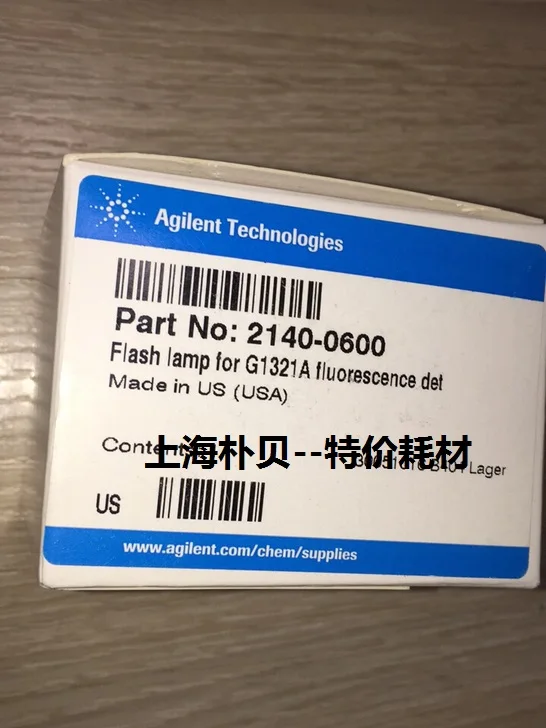 Agilent Technologies
Part No: 2140-0600
Flash lamp for G1321A fluorescence det
Made in US (USA)
上海朴贝--特价耗材
Lager
US
www.agilent.com/chem/supplies